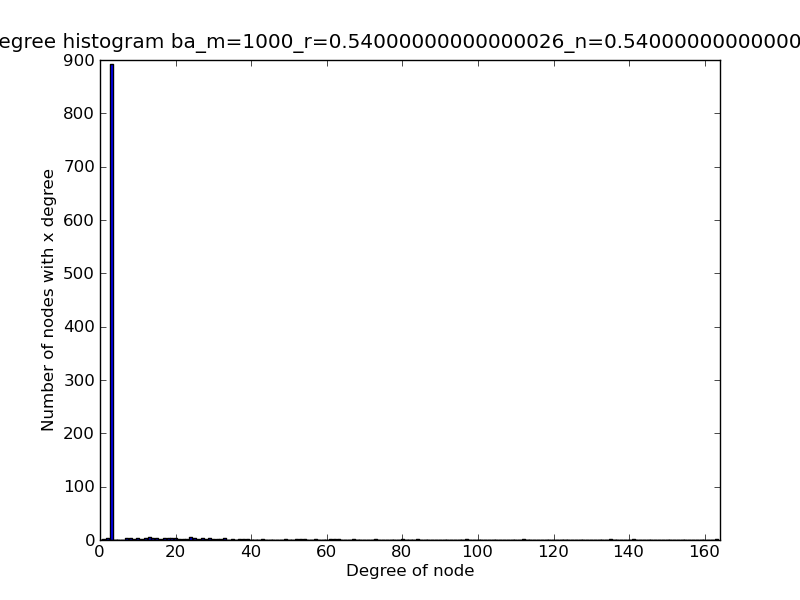 egree histogram ba_m=1000_r=0.54000000000000026_n=0.54000000000000
900
800
700
600
500
400
300
200
100
0
0 20 40 60 80 100 120 140 160
Number of nodes with x degree
Degree of node